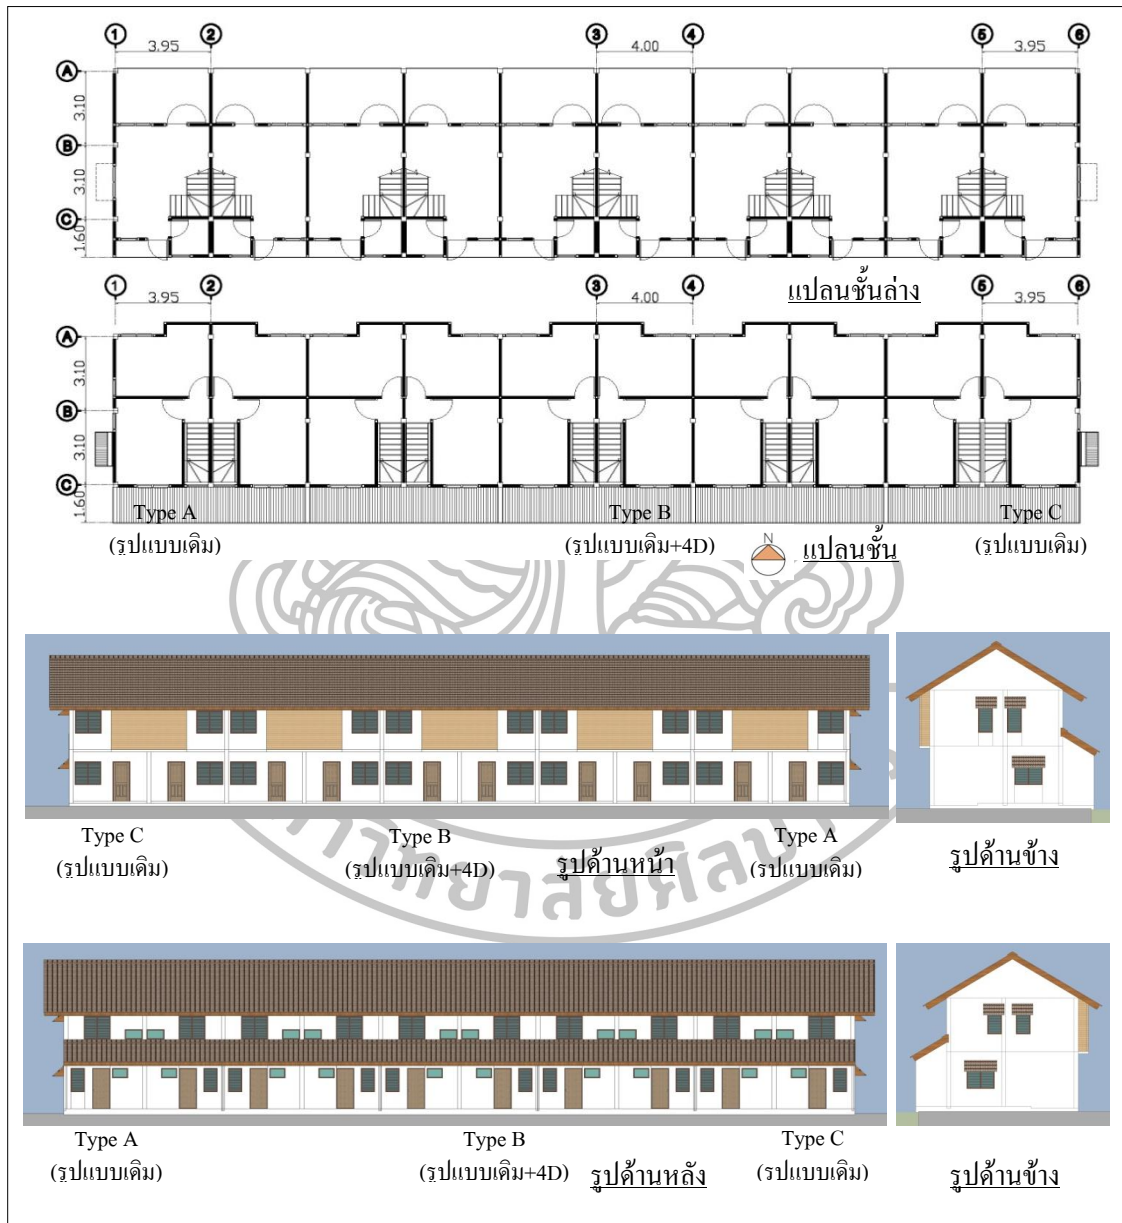 1 2 3 4 5 6
3.95 4.00 3.95
A
3.10
B
3.10
C
1.60
แปลนชั้นล่าง
1 2 3 4 5 6
3.95 4.00 3.95
A
3.10
B
3.10
C
1.60
Type A Type B Type C
(รูปแบบเดิม) (รูปแบบเดิม+4D) N แปลนชั้น (รูปแบบเดิม)
Type C Type B Type A
(รูปแบบเดิม) (รูปแบบเดิม+4D) รูปด้านหน้า (รูปแบบเดิม) รูปด้านข้าง
Type A Type B Type C
(รูปแบบเดิม) (รูปแบบเดิม+4D) รูปด้านหลัง (รูปแบบเดิม) รูปด้านข้าง